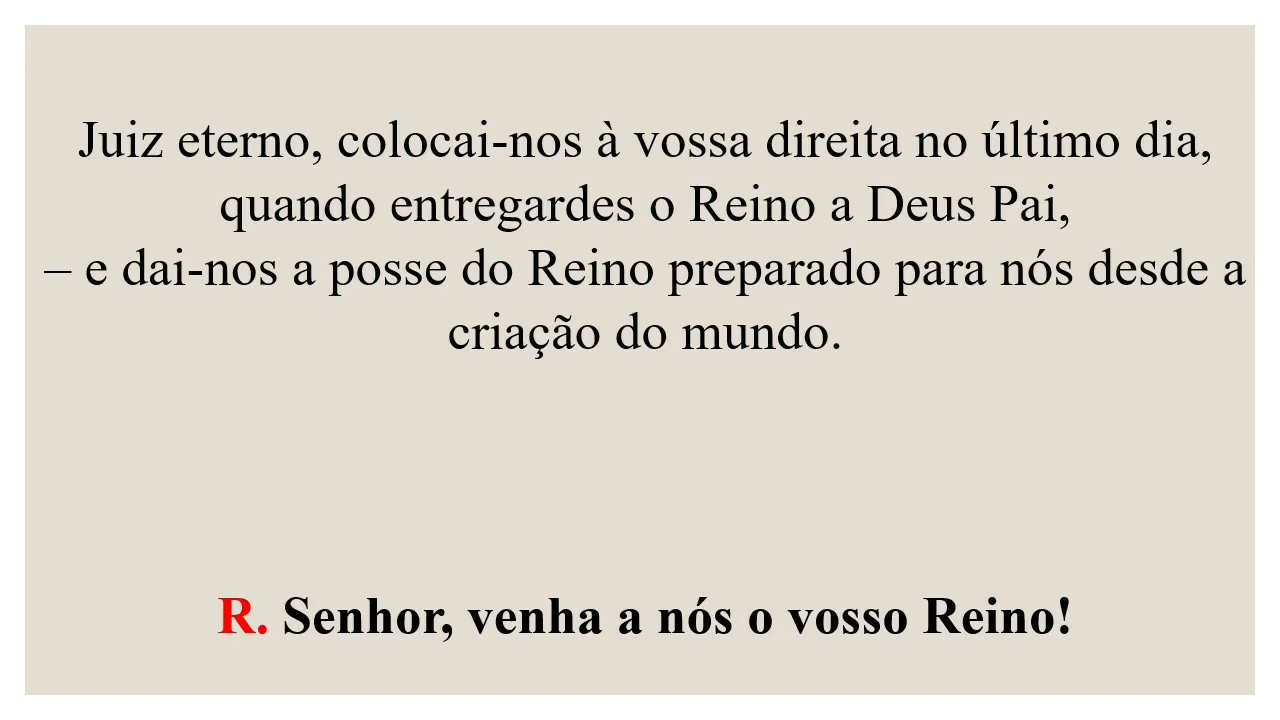 Juiz eterno, colocai-nos à vossa direita no último dia,
quando entregardes o Reino a Deus Pai,
– e dai-nos a posse do Reino preparado para nós desde a
criação do mundo.
R. Senhor, venha a nós o vosso Reino!